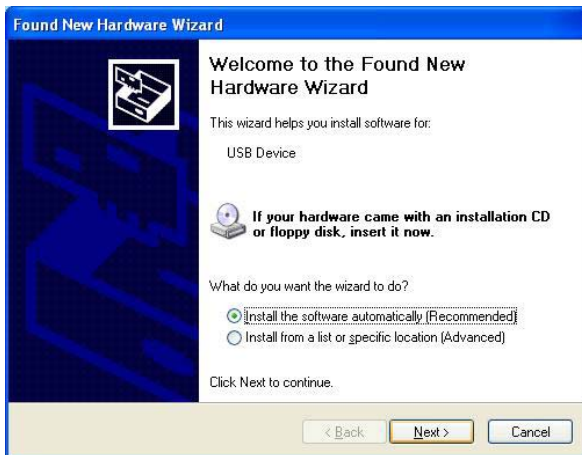 Found New Hardware Wizard
Welcome to the Found New
Hardware Wizard
This wizard helps you install software for:
USB Device
If your hardware came with an installation CD
or floppy disk, insert it now.
What do you want the wizard to do?
Install the software automatically (Recommended)
Install from a list or specific location (Advanced)
Click Next to continue.
< Back Next > Cancel